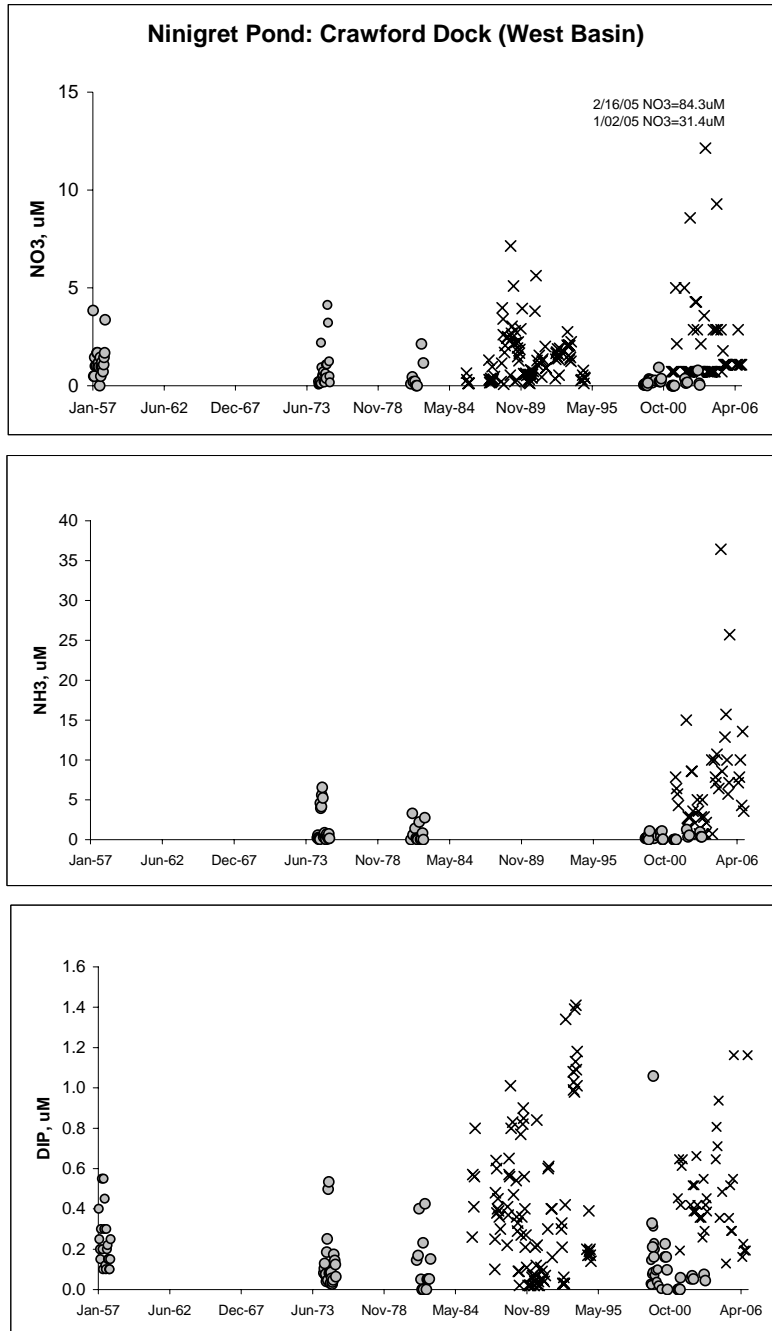 Ninigret Pond: Crawford Dock (West Basin)
2/16/05 NO3=84.3uM
1/02/05 NO3=31.4uM
NO3, uM
15
10
5
0
Jan-57 Jun-62 Dec-67 Jun-73 Nov-78 May-84 Nov-89 May-95 Oct-00 Apr-06
NH3, uM
40
35
30
25
20
15
10
5
0
Jan-57 Jun-62 Dec-67 Jun-73 Nov-78 May-84 Nov-89 May-95 Oct-00 Apr-06
DIP, uM
1.6
1.4
1.2
1.0
0.8
0.6
0.4
0.2
0.0
Jan-57 Jun-62 Dec-67 Jun-73 Nov-78 May-84 Nov-89 May-95 Oct-00 Apr-06